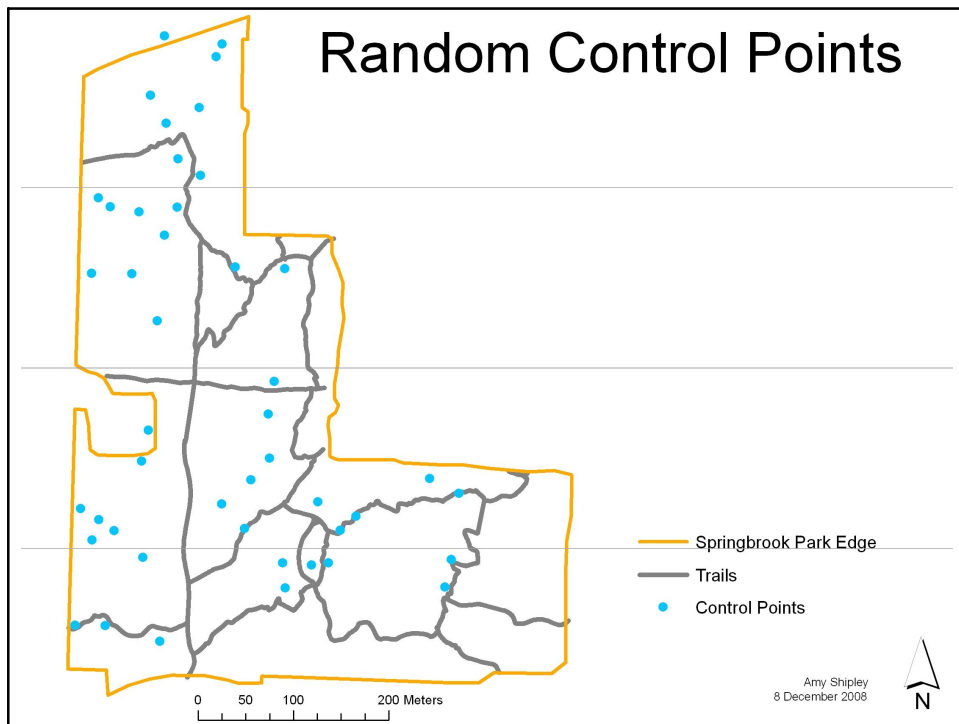 Random Control Points
Springbrook Park Edge
Trails
Control Points
0 50 100 200 Meters
Amy Shipley
8 December 2008
N